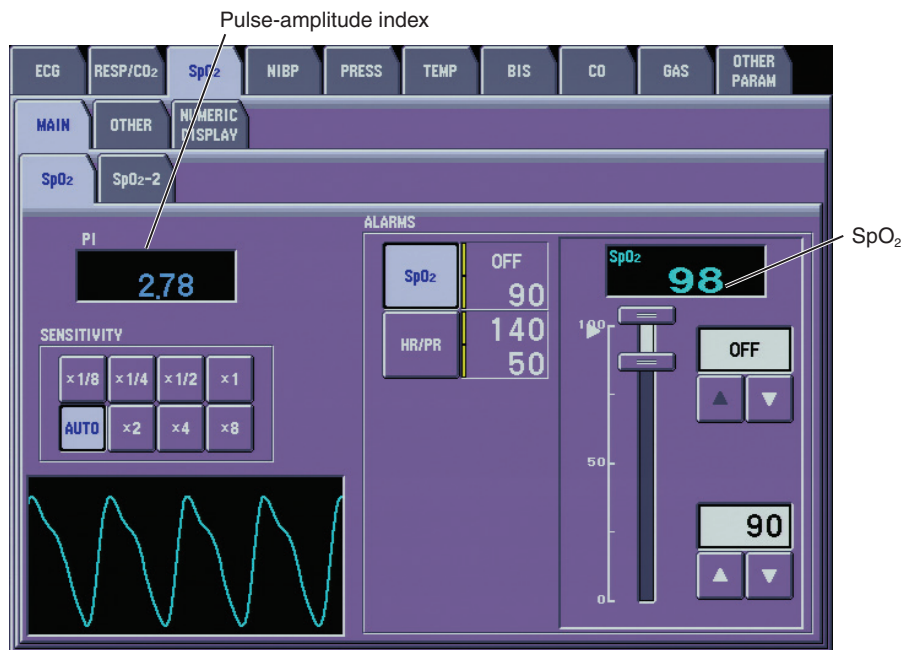 Pulse-amplitude index
ECG RESP/CO₂ SpO₂ NIBP PRESS TEMP BIS CO GAS OTHER PARAM
MAIN OTHER NUMERIC DISPLAY
SpO₂ SpO₂-2
PI
2.78
SENSITIVITY
×1/8 ×1/4 ×1/2 ×1
AUTO ×2 ×4 ×8
ALARMS
SpO₂ OFF
90
HR/PR 140
50
SpO₂
98
SpO₂
100
50
0
OFF
90